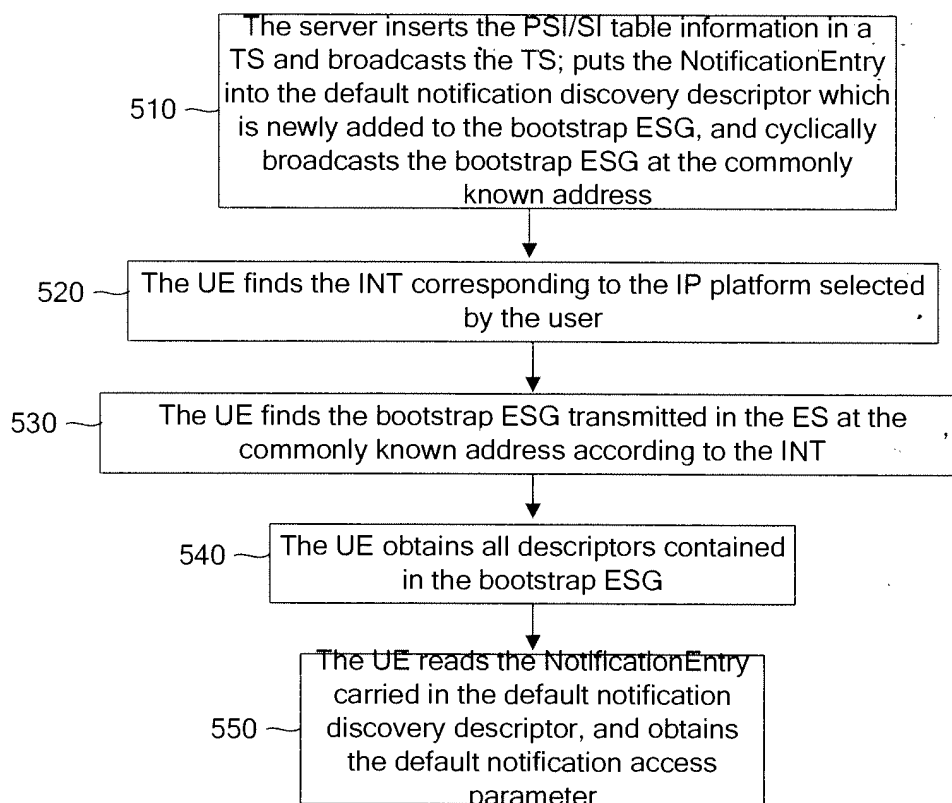 The server inserts the PSI/SI table information in a
TS and broadcasts the TS; puts the NotificationEntry
into the default notification discovery descriptor which
is newly added to the bootstrap ESG, and cyclically
broadcasts the bootstrap ESG at the commonly
known address
510
520
The UE finds the INT corresponding to the IP platform selected
by the user
530
The UE finds the bootstrap ESG transmitted in the ES at the
commonly known address according to the INT
540
The UE obtains all descriptors contained
in the bootstrap ESG
550
The UE reads the NotificationEntry
carried in the default notification
discovery descriptor, and obtains
the default notification access
parameter